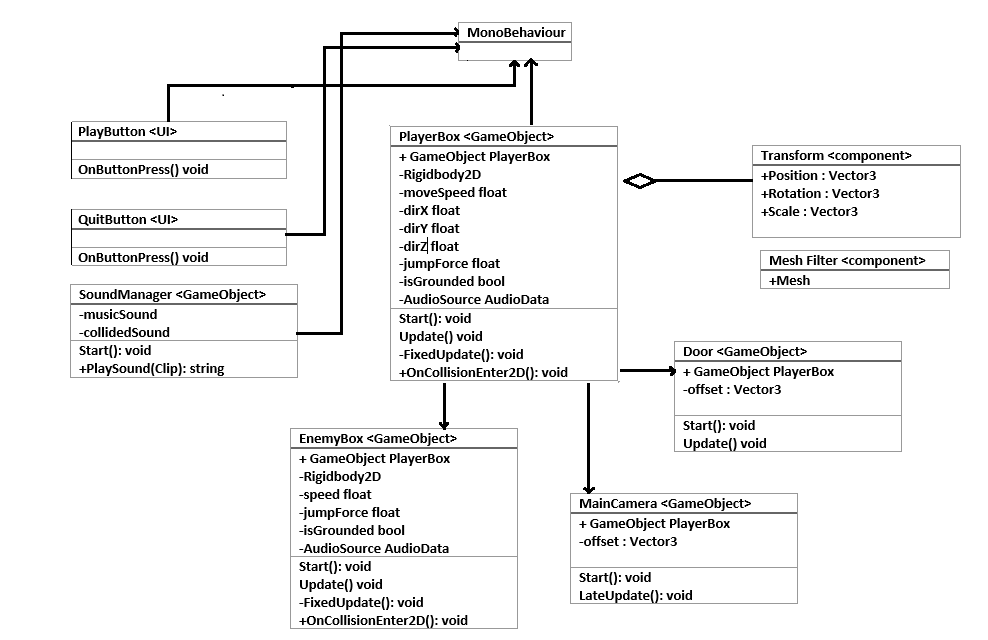 MonoBehaviour
PlayButton <UI>
OnButtonPress() void
QuitButton <UI>
OnButtonPress() void
SoundManager <GameObject>
-musicSound
-collidedSound
Start(): void
+PlaySound(Clip): string
PlayerBox <GameObject>
+ GameObject PlayerBox
-Rigidbody2D
-moveSpeed float
-dirX float
-dirY float
-dirZ float
-jumpForce float
-isGrounded bool
-AudioSource AudioData
Start(): void
Update() void
-FixedUpdate(): void
+OnCollisionEnter2D(): void
Transform <component>
+Position : Vector3
+Rotation : Vector3
+Scale : Vector3
Mesh Filter <component>
+Mesh
Door <GameObject>
+ GameObject PlayerBox
-offset : Vector3
Start(): void
Update() void
EnemyBox <GameObject>
+ GameObject PlayerBox
-Rigidbody2D
-speed float
-jumpForce float
-isGrounded bool
-AudioSource AudioData
Start(): void
Update() void
-FixedUpdate(): void
+OnCollisionEnter2D(): void
MainCamera <GameObject>
+ GameObject PlayerBox
-offset : Vector3
Start(): void
LateUpdate(): void